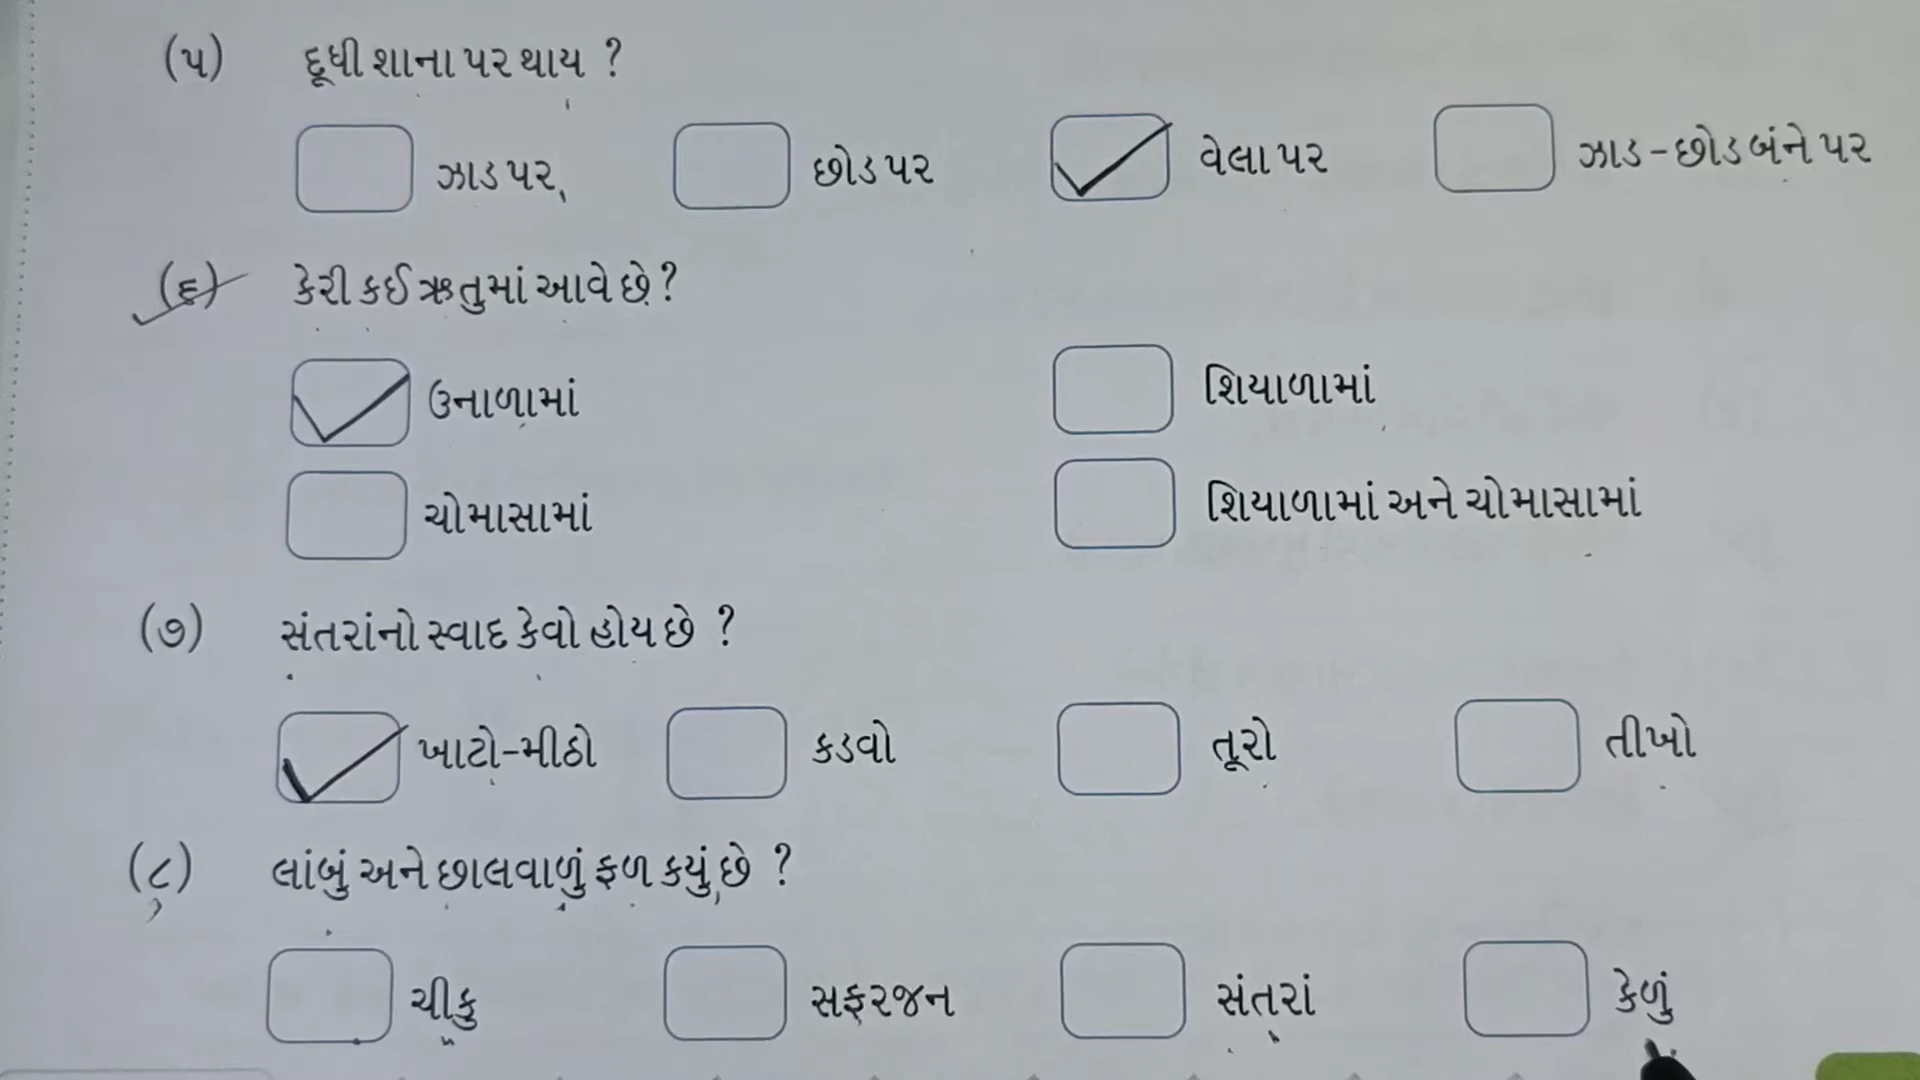 (૫) દૂધી શાના પર થાય ?
ઝાડ પર છોડ પર વેલા પર ઝાડ-છોડ બંને પર
(૬) કેરી કઈ ઋતુમાં આવે છે?
ઉનાળામાં શિયાળામાં
ચોમાસામાં શિયાળામાં અને ચોમાસામાં
(૭) સંતરાંનો સ્વાદ કેવો હોય છે ?
ખાટો-મીઠો કડવો તૂરો તીખો
(૮) લાંબું અને છાલવાળું ફળ કયું છે ?
ચીકુ સફરજન સંતરાં કેળું